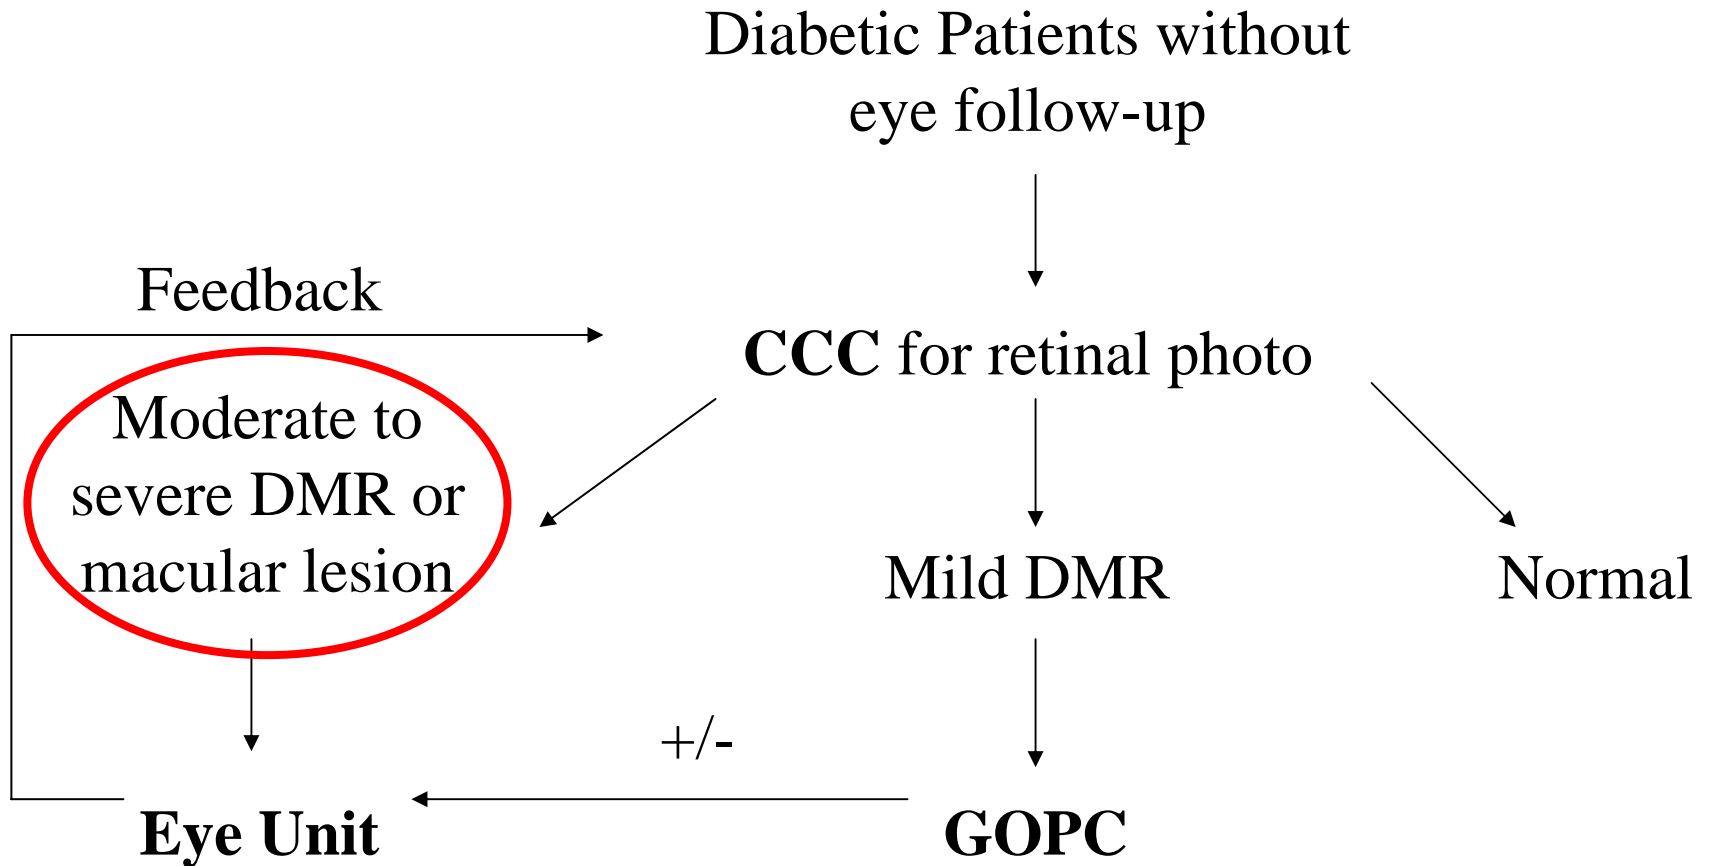 Diabetic Patients without
eye follow-up
Feedback
CCC for retinal photo
Moderate to
severe DMR or
macular lesion
Mild DMR
Normal
+/-
Eye Unit
GOPC